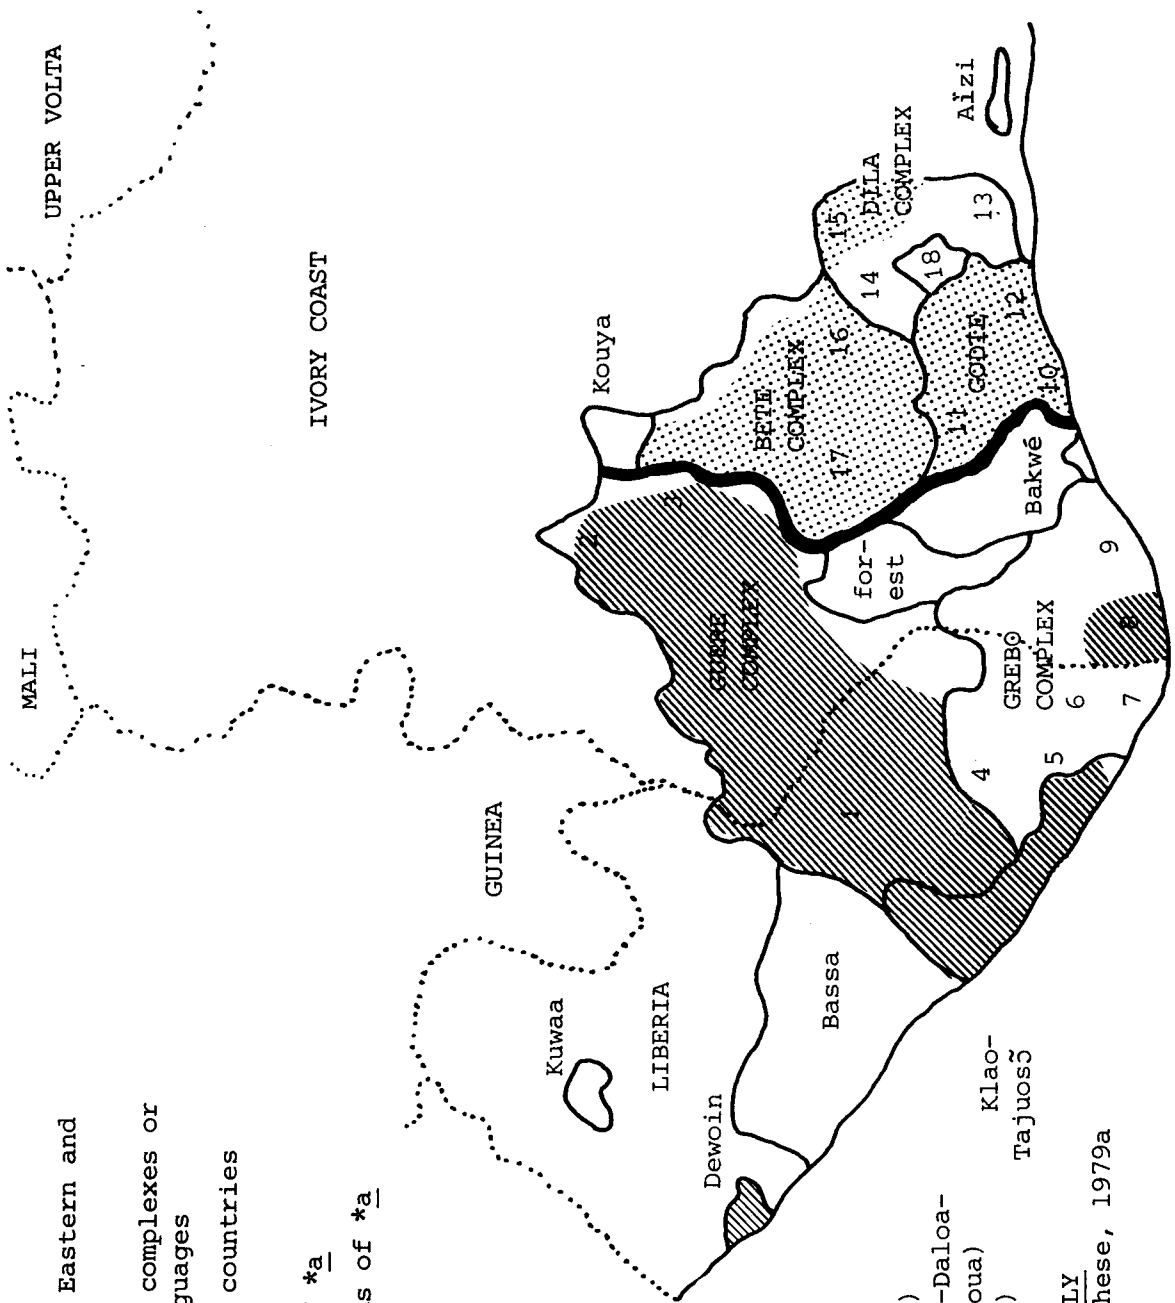 Eastern and
complexes or
guages
countries
*a
s of *a
MALI
UPPER VOLTA
GUINEA
IVORY COAST
Kuwaa
LIBERIA
Kouya
Dewoin
Bassa
GUERE
COMPLEX
BETE
COMPLEX
DILA
COMPLEX
Aïzi
for-
est
Bakwé
GODIE
GREBO
COMPLEX
Klao-
Tajuosɔ̃
1
2
3
4
5
6
7
8
9
10
11
12
13
14
15
16
17
18
)
-Daloa-
oua)
)
LY
hese, 1979a